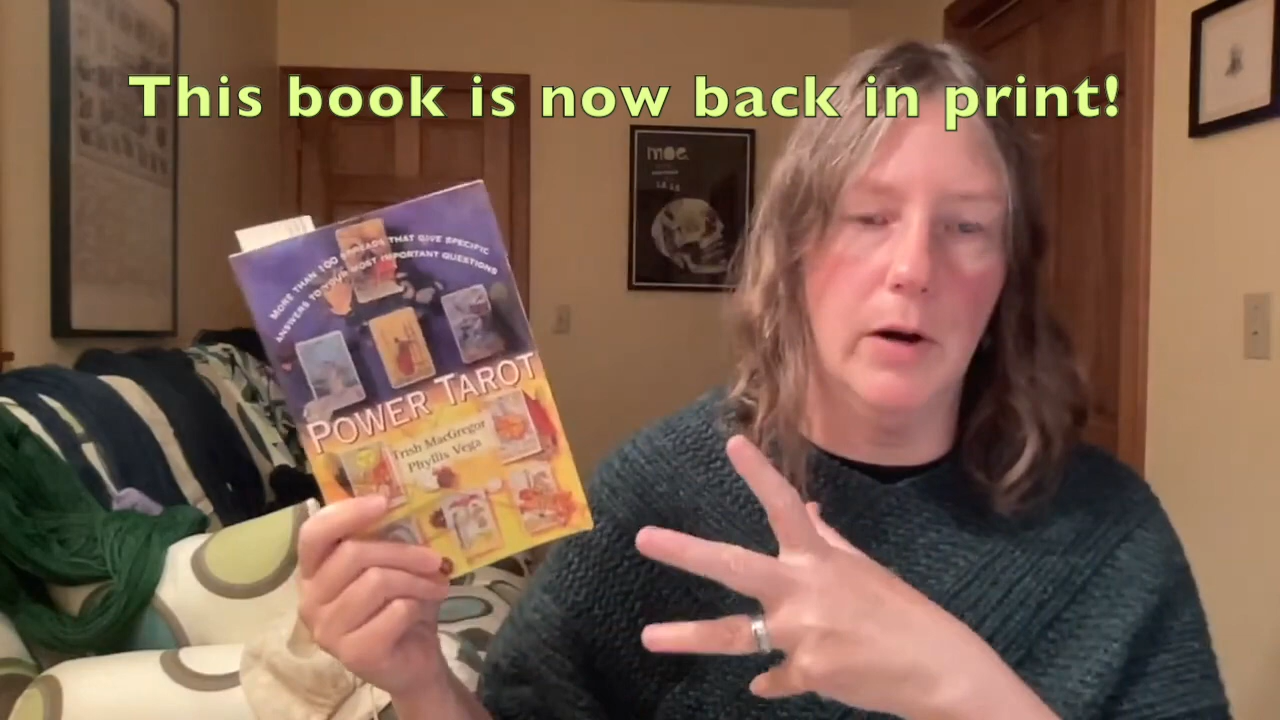 This book is now back in print!
MORE THAN 100 SPREADS THAT GIVE SPECIFIC
ANSWERS TO YOUR MOST IMPORTANT QUESTIONS
POWER TAROT
Trish MacGregor
Phyllis Vega
moe.